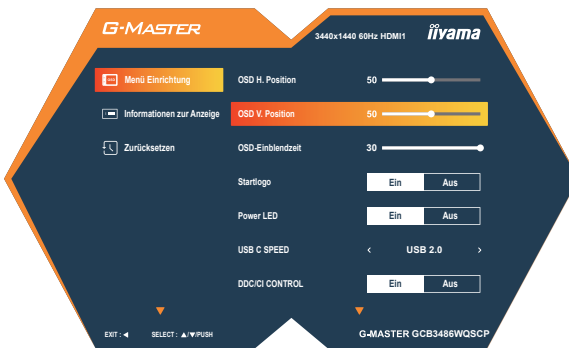 G-MASTER
3440x1440 60Hz HDMI1 iiyama
Menü Einrichtung
OSD H. Position 50
Informationen zur Anzeige
OSD V. Position 50
Zurücksetzen
OSD-Einblendzeit 30
Startlogo Ein Aus
Power LED Ein Aus
USB C SPEED ‹ USB 2.0 ›
DDC/CI CONTROL Ein Aus
EXIT : ◀ SELECT : ▲/▼/PUSH
G-MASTER GCB3486WQSCP